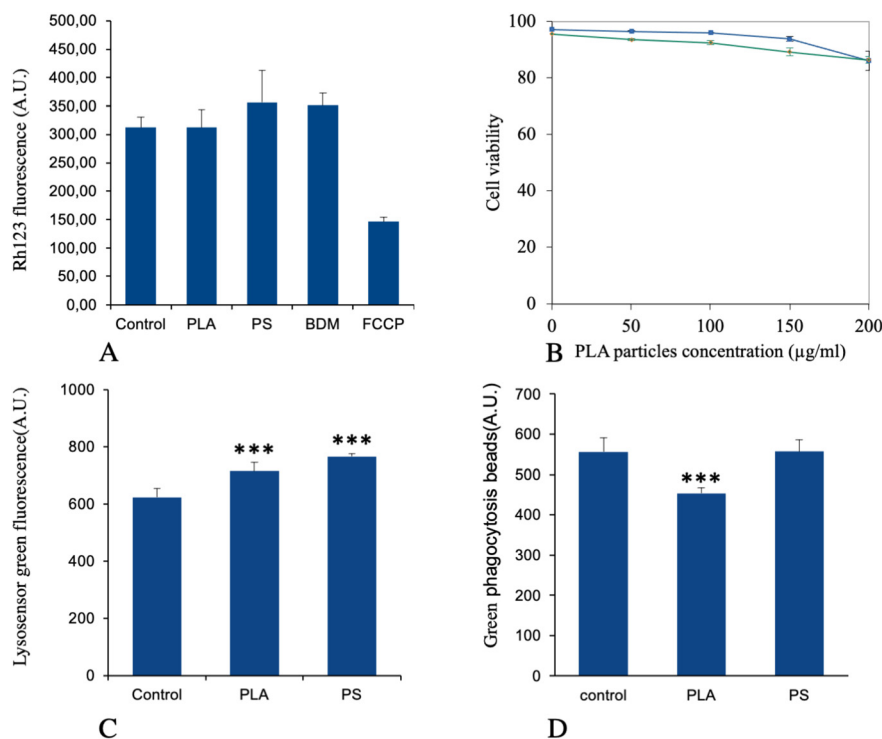 Rh123 fluorescence (A.U.)
500,00
450,00
400,00
350,00
300,00
250,00
200,00
150,00
100,00
50,00
00,00
Control PLA PS BDM FCCP
A
Cell viability
100
80
60
40
20
0
0 50 100 150 200
PLA particles concentration (µg/ml)
B
Lysosensor green fluorescence(A.U.)
1000
800
600
400
200
0
*** ***
Control PLA PS
C
Green phagocytosis beads(A.U.)
700
600
500
400
300
200
100
0
***
control PLA PS
D